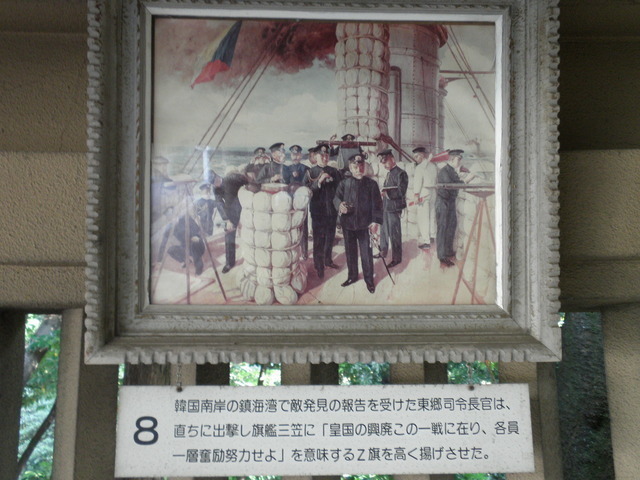 8
韓国南岸の鎮海湾で敵発見の報告を受けた東郷司令長官は、
直ちに出撃し旗艦三笠に「皇国の興廃この一戦に在り、各員
一層奮励努力せよ」を意味するZ旗を高く揚げさせた。